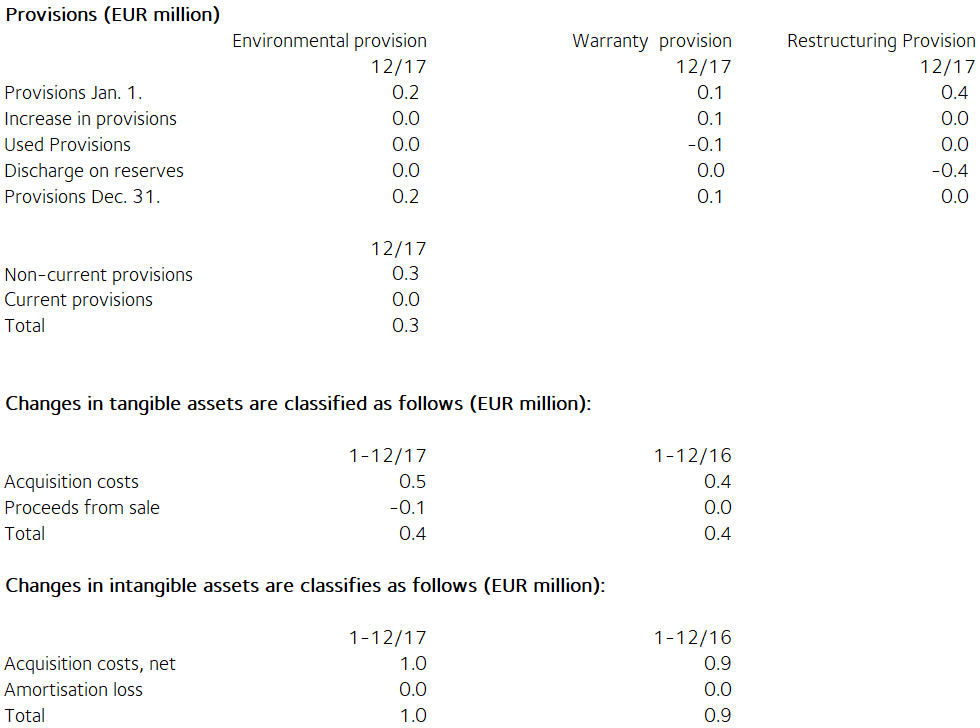 Provisions (EUR million)
Environmental provision Warranty provision Restructuring Provision
12/17 12/17 12/17
Provisions Jan. 1. 0.2 0.1 0.4
Increase in provisions 0.0 0.1 0.0
Used Provisions 0.0 -0.1 0.0
Discharge on reserves 0.0 0.0 -0.4
Provisions Dec. 31. 0.2 0.1 0.0
12/17
Non-current provisions 0.3
Current provisions 0.0
Total 0.3
Changes in tangible assets are classified as follows (EUR million):
1-12/17 1-12/16
Acquisition costs 0.5 0.4
Proceeds from sale -0.1 0.0
Total 0.4 0.4
Changes in intangible assets are classifies as follows (EUR million):
1-12/17 1-12/16
Acquisition costs, net 1.0 0.9
Amortisation loss 0.0 0.0
Total 1.0 0.9